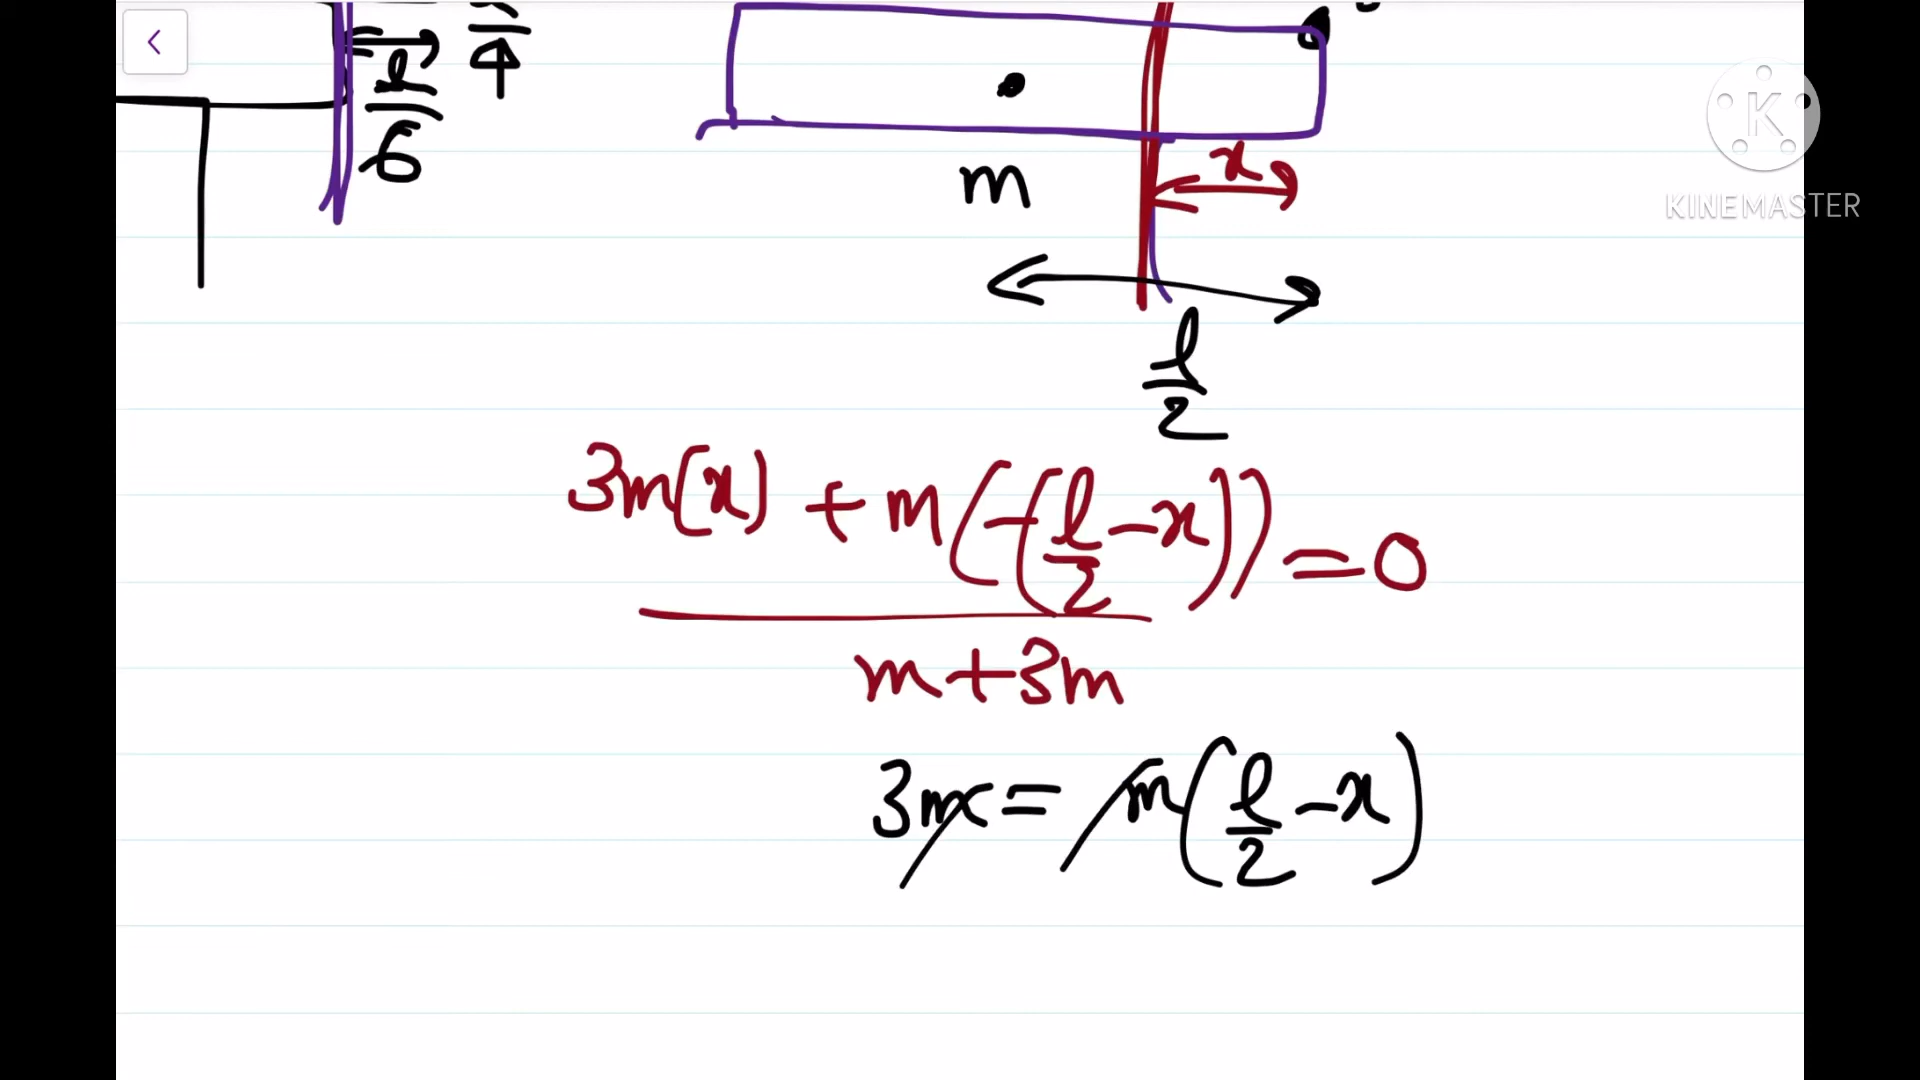 4
l
6
x
m
l
2
3m(x) + m(-(l/2 - x)) = 0
m+3m
3mx = m(l/2 - x)
K
KINEMASTER